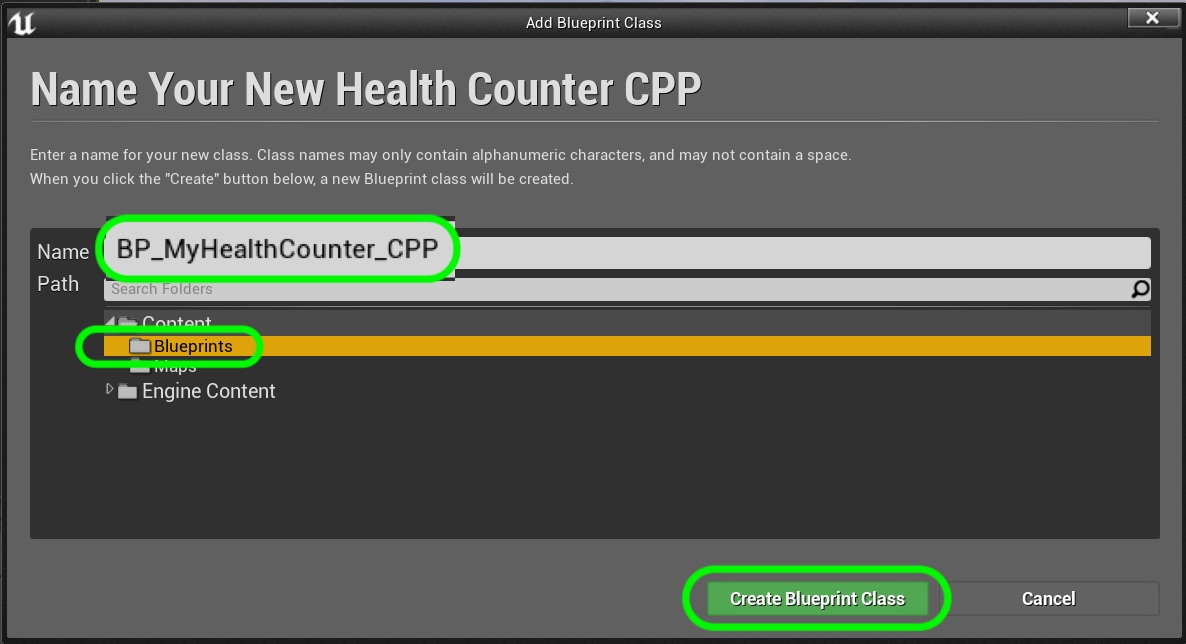 Add Blueprint Class
Name Your New Health Counter CPP
Enter a name for your new class. Class names may only contain alphanumeric characters, and may not contain a space.
When you click the "Create" button below, a new Blueprint class will be created.
Name BP_MyHealthCounter_CPP
Path Search Folders
Content
Blueprints
Maps
Engine Content
Create Blueprint Class Cancel